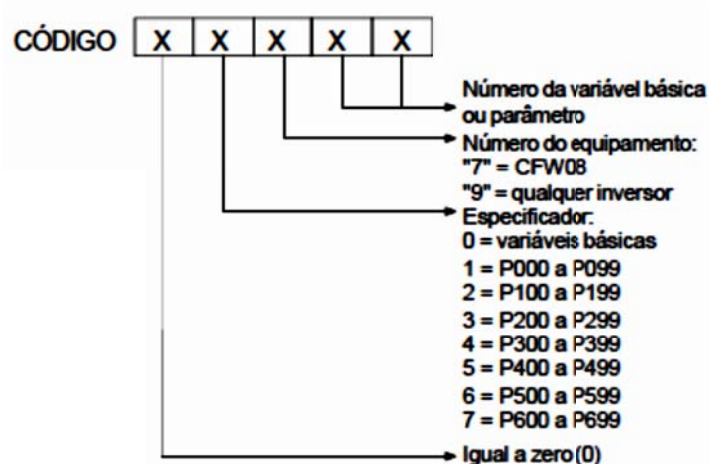 CÓDIGO X X X X X
Número da variável básica
ou parâmetro
Número do equipamento:
"7" = CFW08
"9" = qualquer inversor
Especificador:
0 = variáveis básicas
1 = P000 a P099
2 = P100 a P199
3 = P200 a P299
4 = P300 a P399
5 = P400 a P499
6 = P500 a P599
7 = P600 a P699
Igual a zero (0)